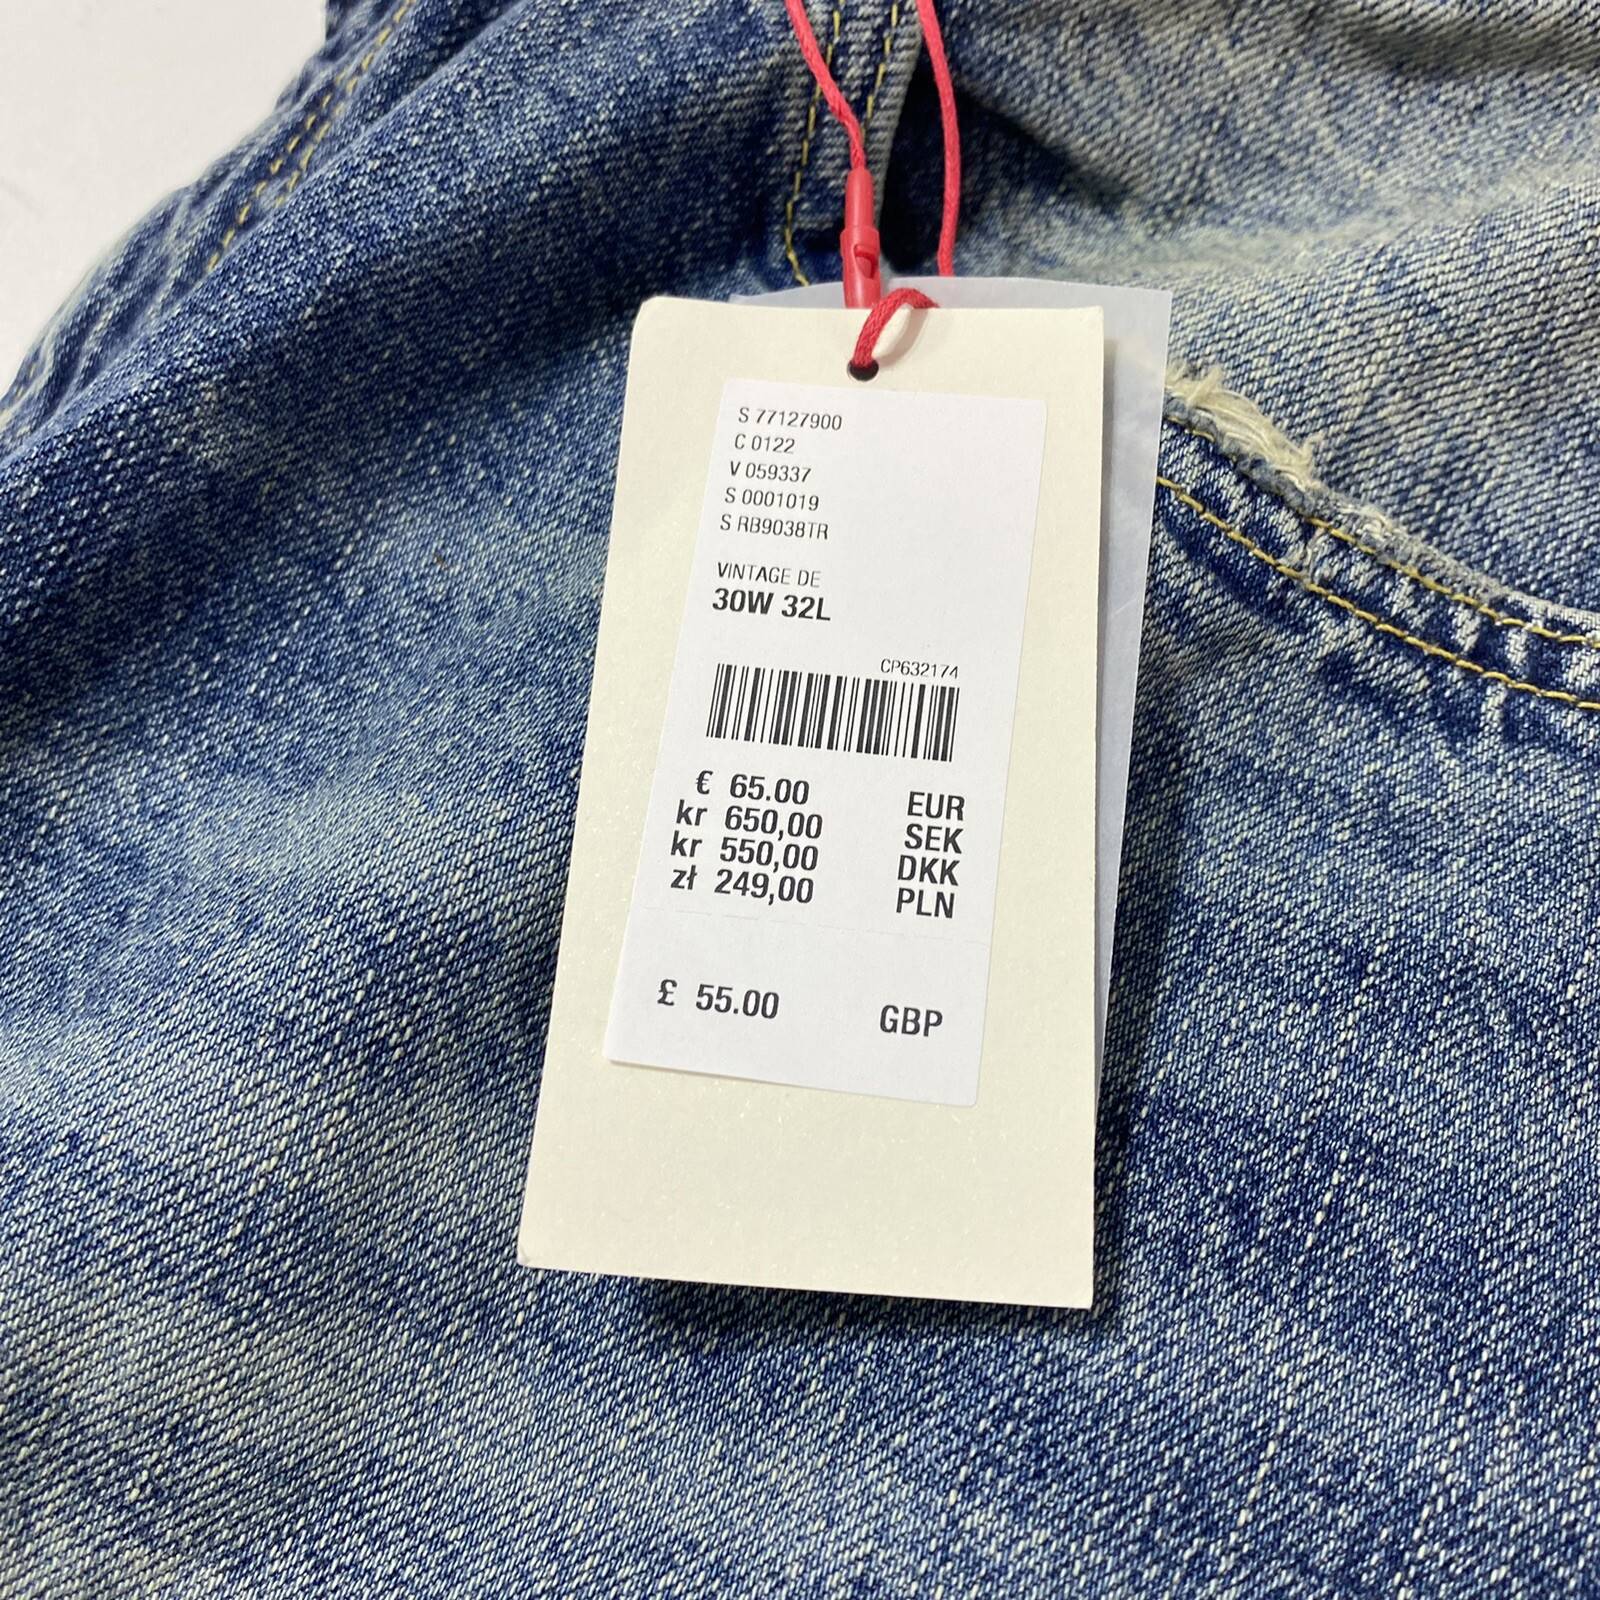 S 77127900
C 0122
V 059337
S 0001019
S RB9038TR
VINTAGE DE
30W 32L
CP632174
€ 65.00 EUR
kr 650,00 SEK
kr 550,00 DKK
zł 249,00 PLN
£ 55.00 GBP